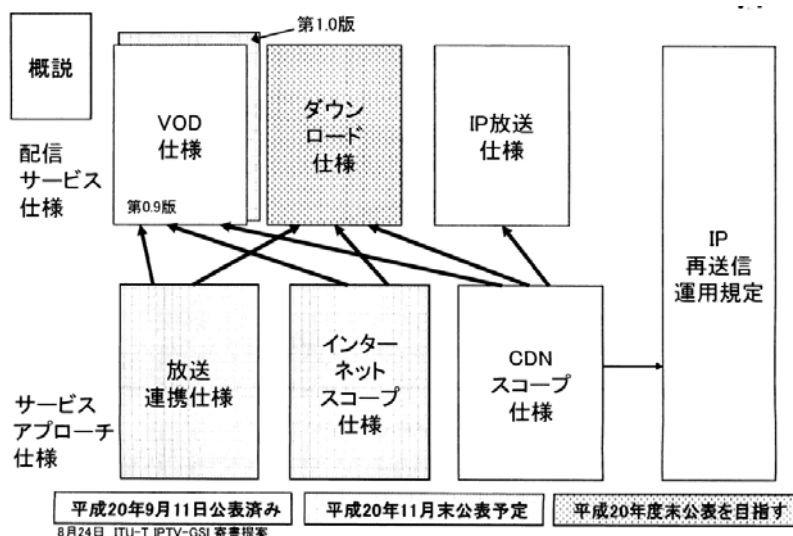 第1.0版
概説
VOD
仕様
ダウン
ロード
仕様
IP放送
仕様
配信
サービス
仕様
第0.9版
IP
再送信
運用規定
放送
連携仕様
インター
ネット
スコープ
仕様
CDN
スコープ
仕様
サービス
アプローチ
仕様
平成20年9月11日公表済み
平成20年11月末公表予定
平成20年度末公表を目指す
8月24日 ITU-T IPTV-GSI 寄書提案